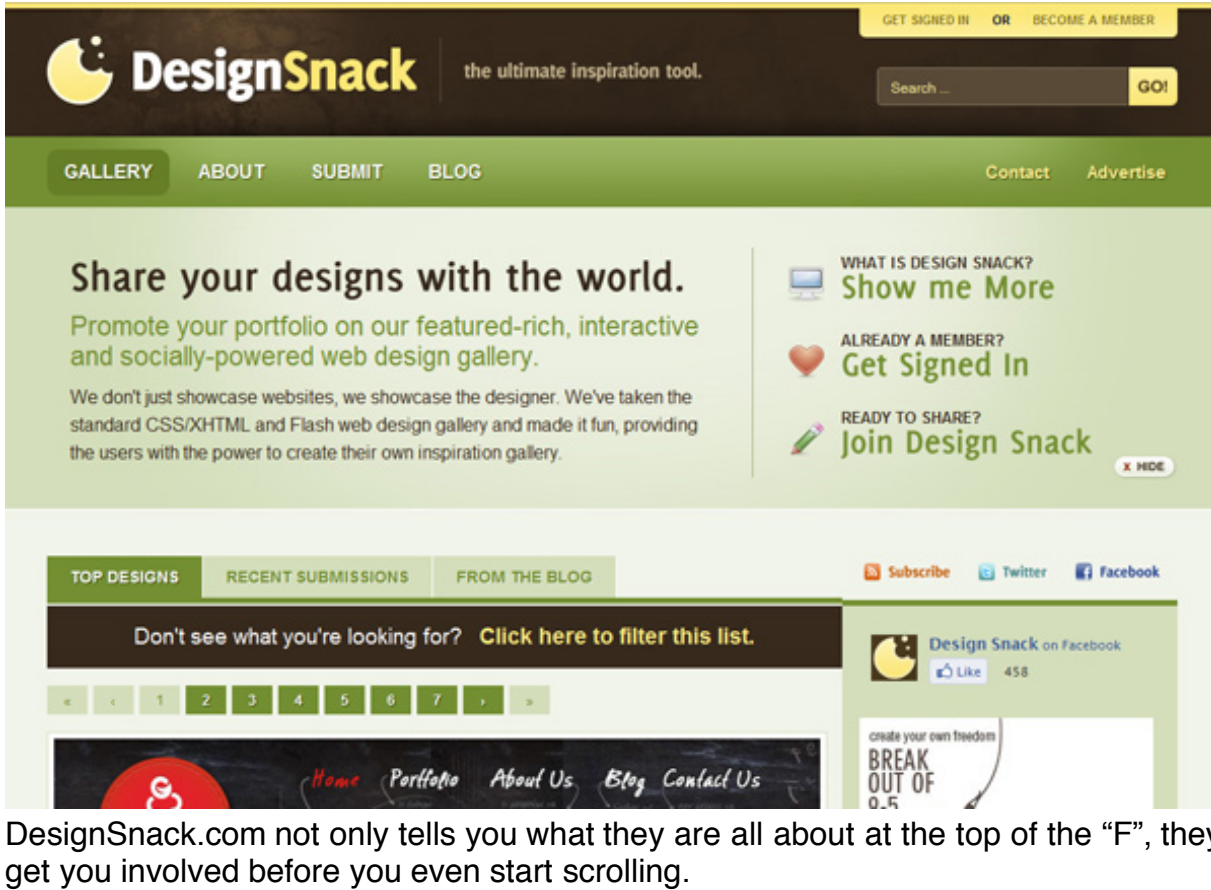 GET SIGNED IN OR BECOME A MEMBER
DesignSnack the ultimate inspiration tool.
Search ... GO!
GALLERY ABOUT SUBMIT BLOG Contact Advertise
Share your designs with the world.
Promote your portfolio on our featured-rich, interactive
and socially-powered web design gallery.
We don't just showcase websites, we showcase the designer. We've taken the
standard CSS/XHTML and Flash web design gallery and made it fun, providing
the users with the power to create their own inspiration gallery.
WHAT IS DESIGN SNACK?
Show me More
ALREADY A MEMBER?
Get Signed In
READY TO SHARE?
Join Design Snack
X HIDE
TOP DESIGNS RECENT SUBMISSIONS FROM THE BLOG
Subscribe Twitter Facebook
Don't see what you're looking for? Click here to filter this list.
« ‹ 1 2 3 4 5 6 7 › »
Design Snack on Facebook
Like 458
Home Portfolio About Us Blog Contact Us
create your own freedom
BREAK
OUT OF
9-5
DesignSnack.com not only tells you what they are all about at the top of the “F”, they
get you involved before you even start scrolling.